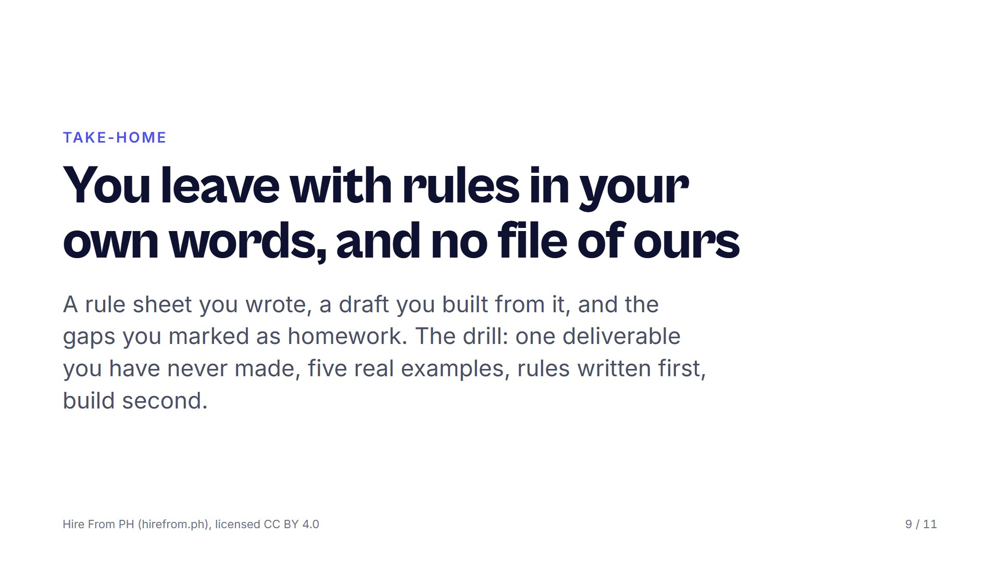 TAKE-HOME
You leave with rules in your
own words, and no file of ours
A rule sheet you wrote, a draft you built from it, and the
gaps you marked as homework. The drill: one deliverable
you have never made, five real examples, rules written first,
build second.
Hire From PH (hirefrom.ph), licensed CC BY 4.0
9 / 11